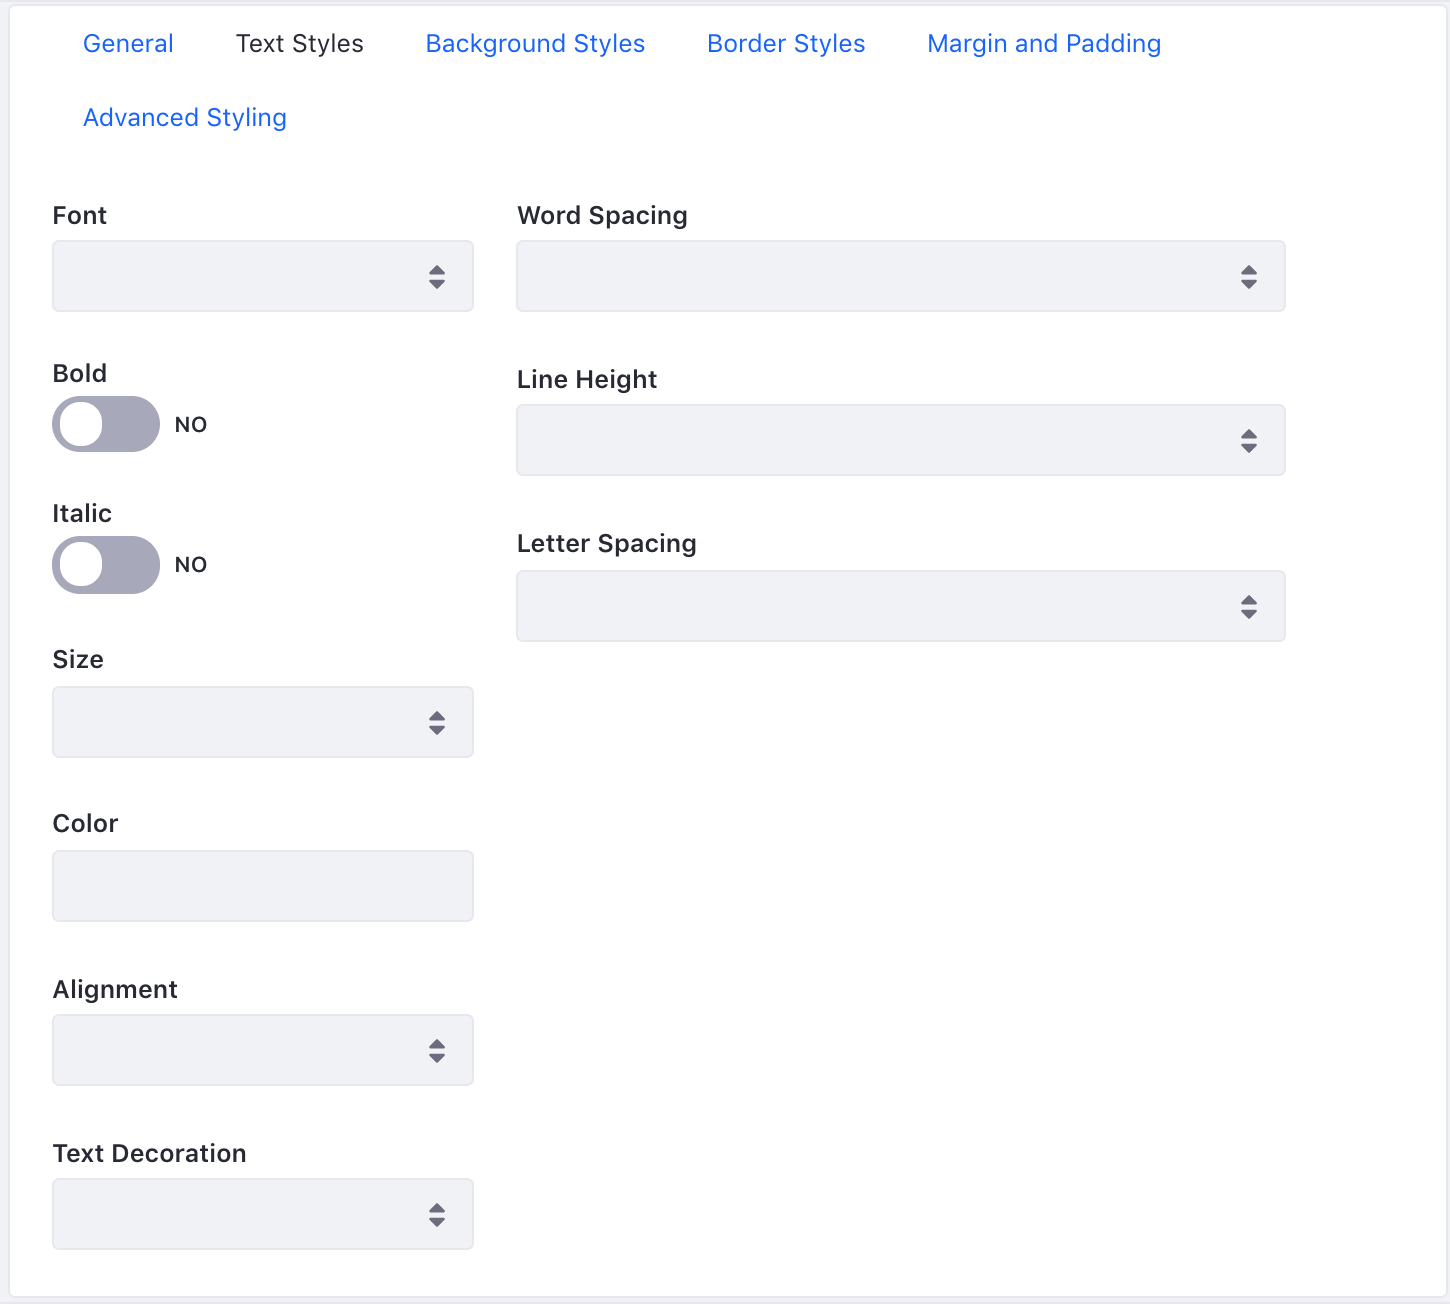 General Text Styles Background Styles Border Styles Margin and Padding
Advanced Styling
Font
Bold
NO
Italic
NO
Size
Color
Alignment
Text Decoration
Word Spacing
Line Height
Letter Spacing